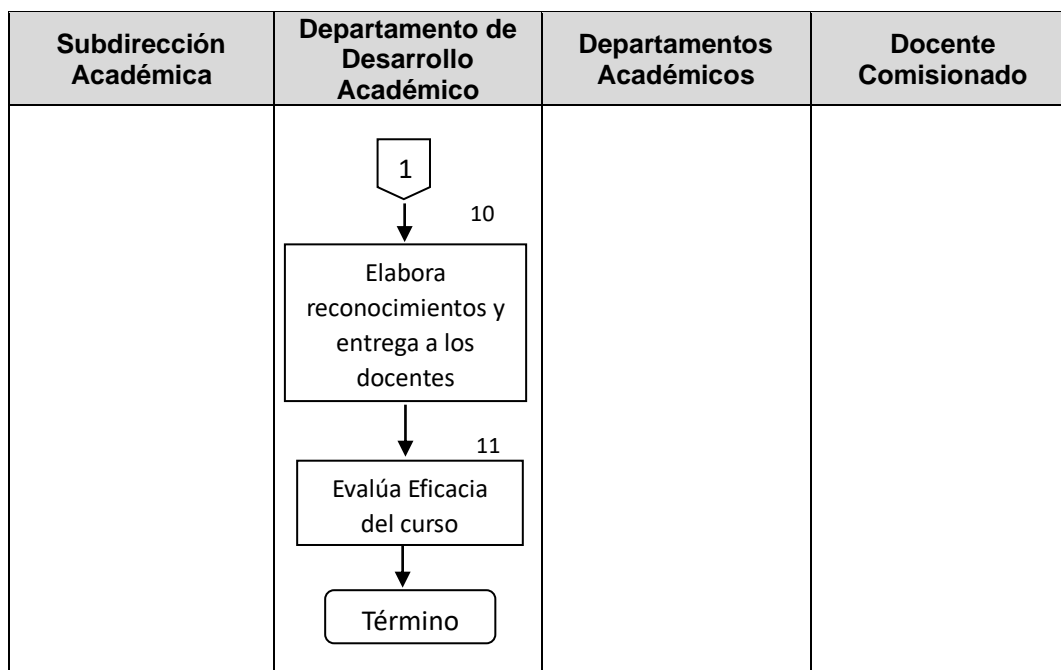 Subdirección
Académica
Departamento de
Desarrollo
Académico
Departamentos
Académicos
Docente
Comisionado
1
10
Elabora
reconocimientos y
entrega a los
docentes
11
Evalúa Eficacia
del curso
Término